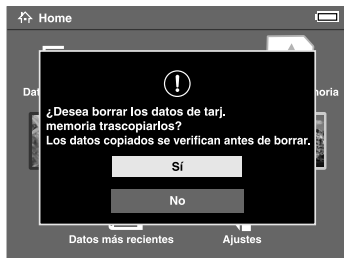 Home
Dat
oria
¿Desea borrar los datos de tarj.
memoria trascopiarlos?
Los datos copiados se verifican antes de borrar.
Sí
No
Datos más recientes
Ajustes